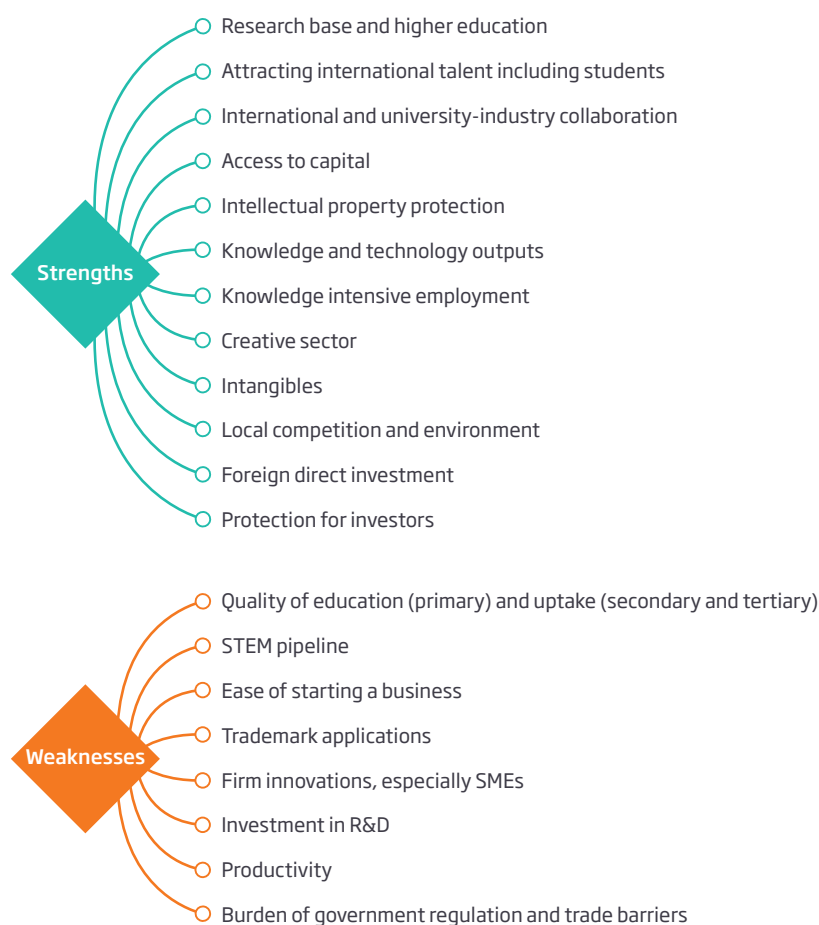 Research base and higher education
Attracting international talent including students
International and university-industry collaboration
Access to capital
Intellectual property protection
Knowledge and technology outputs
Strengths
Knowledge intensive employment
Creative sector
Intangibles
Local competition and environment
Foreign direct investment
Protection for investors
Quality of education (primary) and uptake (secondary and tertiary)
STEM pipeline
Ease of starting a business
Trademark applications
Weaknesses
Firm innovations, especially SMEs
Investment in R&D
Productivity
Burden of government regulation and trade barriers